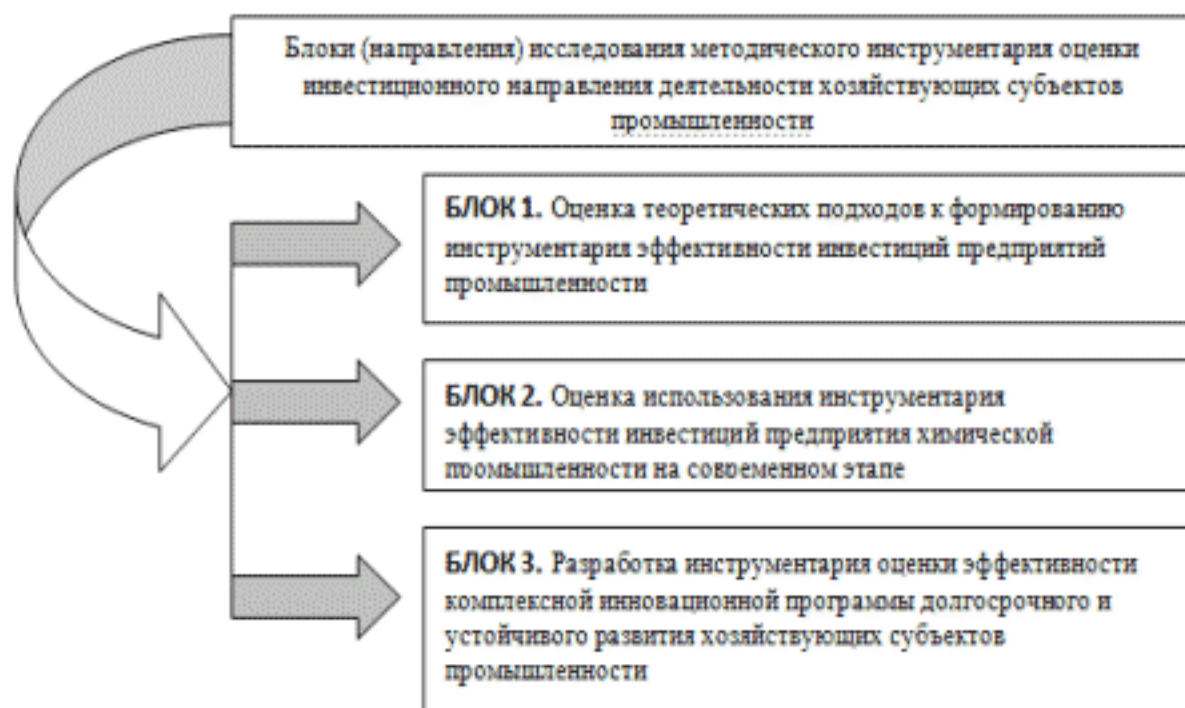 Блоки (направления) исследования методического инструментария оценки
инвестиционного направления деятельности хозяйствующих субъектов
промышленности
БЛОК 1. Оценка теоретических подходов к формированию
инструментария эффективности инвестиций предприятий
промышленности
БЛОК 2. Оценка использования инструментария
эффективности инвестиций предприятия химической
промышленности на современном этапе
БЛОК 3. Разработка инструментария оценки эффективности
комплексной инновационной программы долгосрочного и
устойчивого развития хозяйствующих субъектов
промышленности